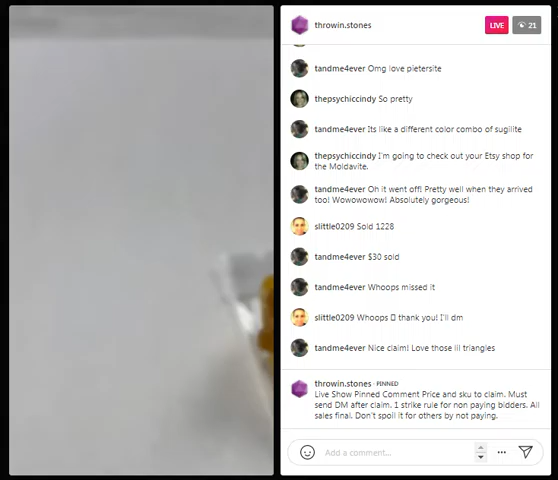 throwin.stones
LIVE
21
tandme4ever Omg love pietersite
thepsychiccindy So pretty
tandme4ever Its like a different color combo of sugilite
thepsychiccindy I'm going to check out your Etsy shop for
the Moldavite.
tandme4ever Oh it went off! Pretty well when they arrived
too! Wowowowow! Absolutely gorgeous!
slittle0209 Sold 1228
tandme4ever $30 sold
tandme4ever Whoops missed it
slittle0209 Whoops thank you! I'll dm
tandme4ever Nice claim! Love those lil triangles
throwin.stones · PINNED
Live Show Pinned Comment Price and sku to claim. Must
send DM after claim. 1 strike rule for non paying bidders. All
sales final. Don't spoil it for others by not paying.
Add a comment...